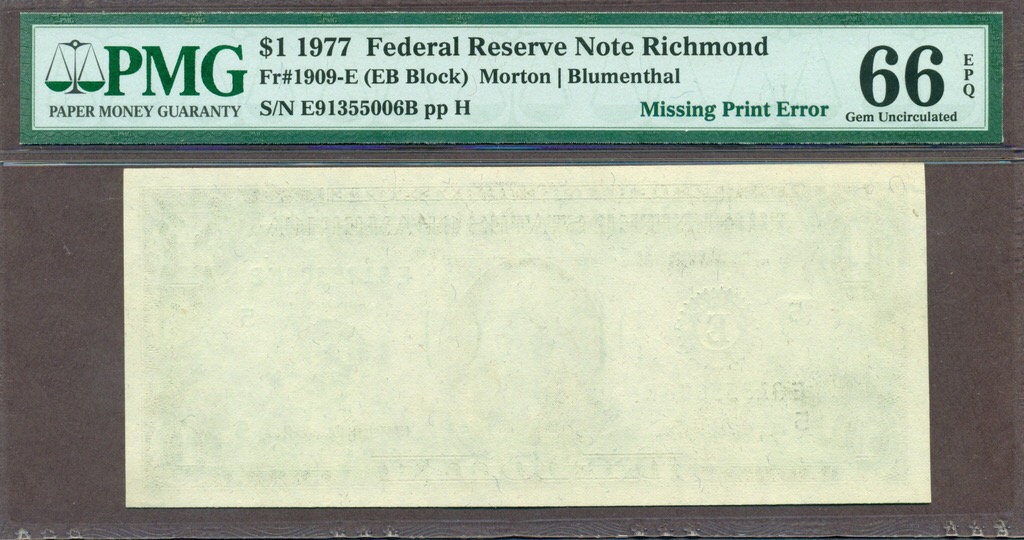 PMG
PAPER MONEY GUARANTY
$1 1977 Federal Reserve Note Richmond
Fr#1909-E (EB Block) Morton | Blumenthal
S/N E91355006B pp H
Missing Print Error
66
EPQ
Gem Uncirculated
E